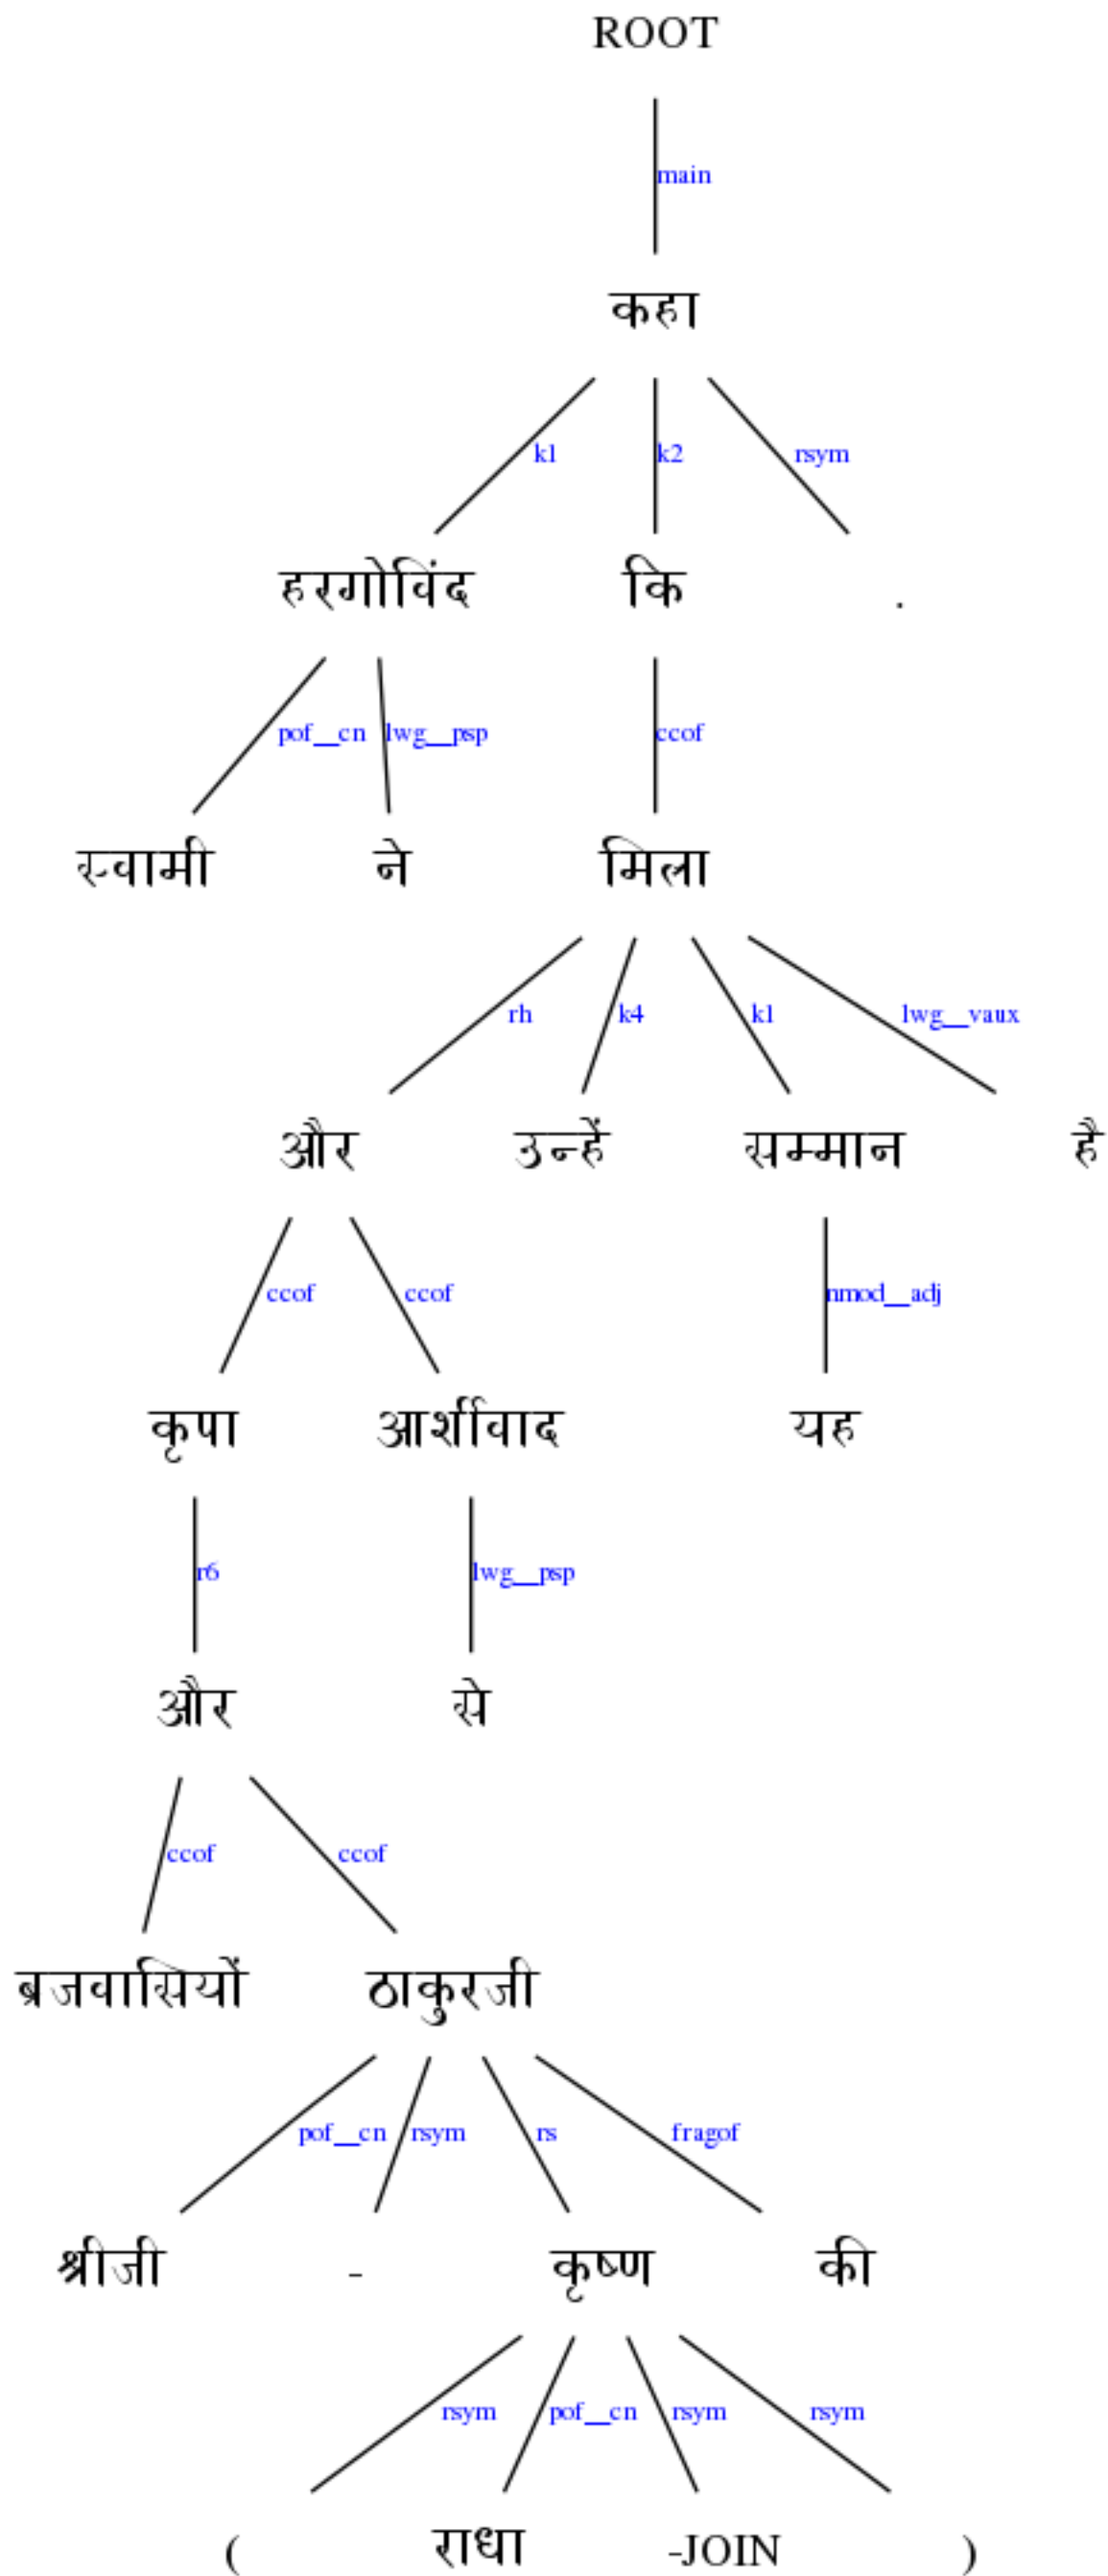 ROOT
main
कहा
k1 k2 rsym
हरगोविंद कि .
pof__cn lwg__psp ccof
स्वामी ने मिला
rh k4 k1 lwg__vaux
और उन्हें सम्मान है
ccof ccof nmod__adj
कृपा आर्शीवाद यह
r6 lwg__psp
और से
ccof ccof
ब्रजवासियों ठाकुरजी
pof__cn rsym rs fragof
श्रीजी - कृष्ण की
rsym pof__cn rsym rsym
( राधा -JOIN )